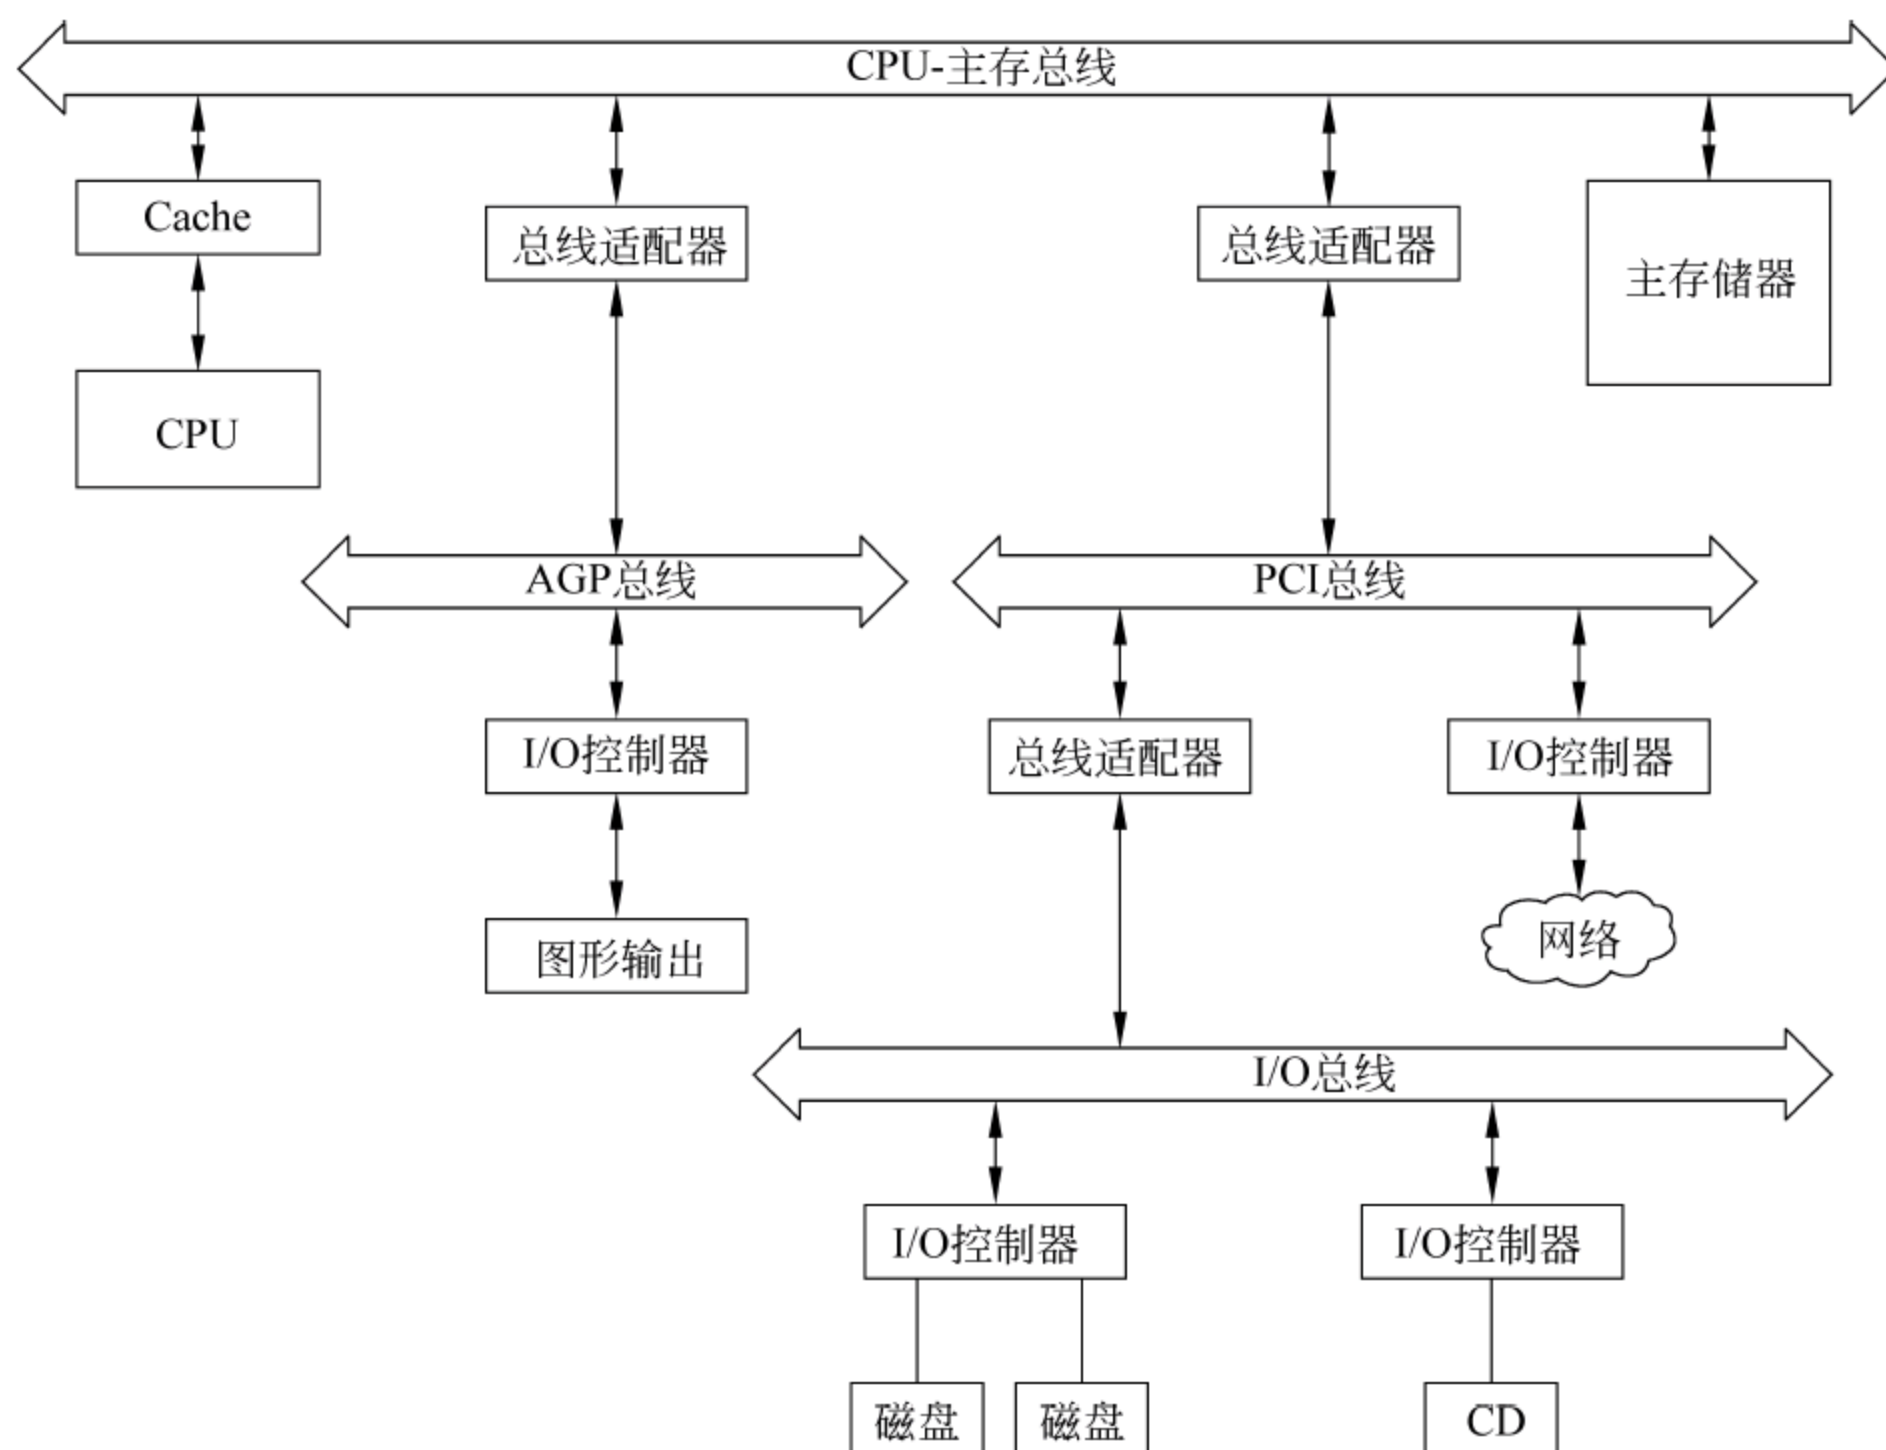 CPU-主存总线
Cache
总线适配器
总线适配器
主存储器
CPU
AGP总线
PCI总线
I/O控制器
总线适配器
I/O控制器
图形输出
网络
I/O总线
I/O控制器
I/O控制器
磁盘
磁盘
CD